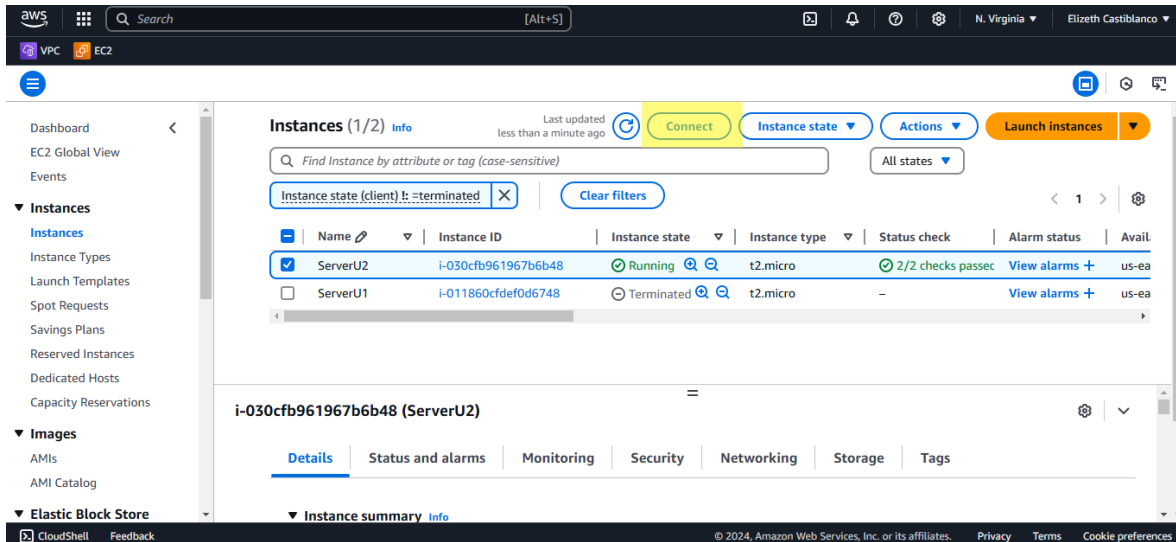 aws Search [Alt+S] N. Virginia ▼ Elizeth Castiblanco ▼
VPC EC2
Dashboard
EC2 Global View
Events
▼ Instances
Instances
Instance Types
Launch Templates
Spot Requests
Savings Plans
Reserved Instances
Dedicated Hosts
Capacity Reservations
▼ Images
AMIs
AMI Catalog
▼ Elastic Block Store
Instances (1/2) Info
Last updated
less than a minute ago
Connect Instance state ▼ Actions ▼ Launch instances ▼
Find Instance by attribute or tag (case-sensitive) All states ▼
Instance state (client) !: =terminated X Clear filters < 1 >
Name Instance ID Instance state Instance type Status check Alarm status Avail
ServerU2 i-030cfb961967b6b48 Running t2.micro 2/2 checks passec View alarms + us-ea
ServerU1 i-011860cfdef0d6748 Terminated t2.micro – View alarms + us-ea
i-030cfb961967b6b48 (ServerU2)
Details Status and alarms Monitoring Security Networking Storage Tags
▼ Instance summary Info
CloudShell Feedback © 2024, Amazon Web Services, Inc. or its affiliates. Privacy Terms Cookie preferences